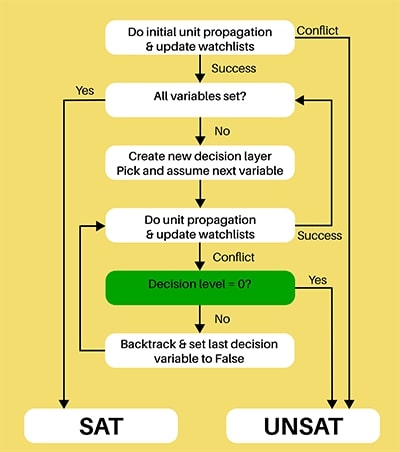 Do initial unit propagation
& update watchlists
Conflict
Success
Yes
All variables set?
No
Create new decision layer
Pick and assume next variable
Do unit propagation
& update watchlists
Success
Conflict
Decision level = 0?
Yes
No
Backtrack & set last decision
variable to False
SAT
UNSAT